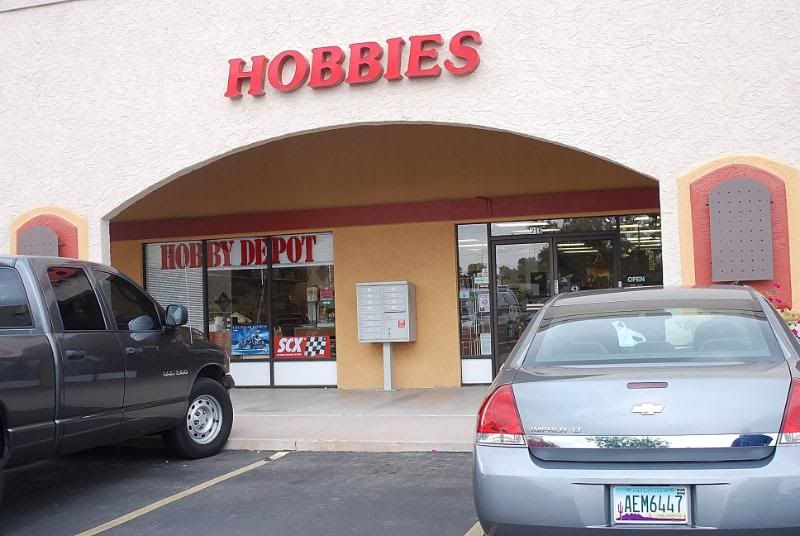 HOBBIES
HOBBY DEPOT
SCX
OPEN
IMPALA LT
AEM6447